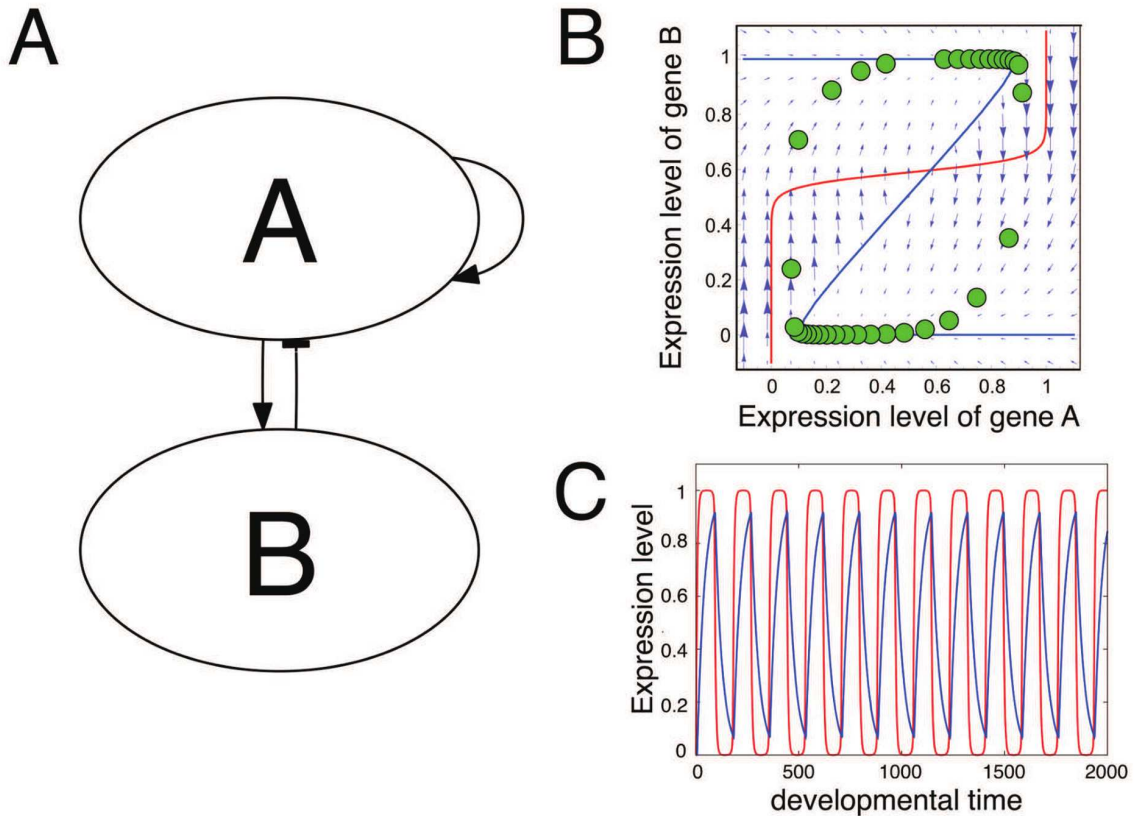 A
A
B
B
Expression level of gene B
1
0.8
0.6
0.4
0.2
0
0 0.2 0.4 0.6 0.8 1
Expression level of gene A
C
Expression level
1
0.8
0.6
0.4
0.2
0
0 500 1000 1500 2000
developmental time